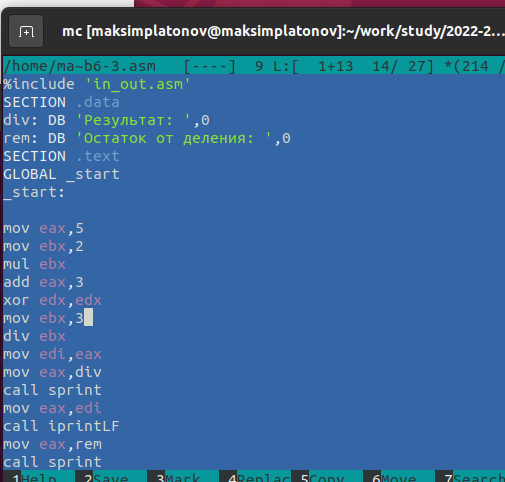 mc [maksimplatonov@maksimplatonov]:~/work/study/2022-2...
/home/ma~b6-3.asm [----] 9 L:[ 1+13 14/ 27] *(214 /
%include 'in_out.asm'
SECTION .data
div: DB 'Результат: ',0
rem: DB 'Остаток от деления: ',0
SECTION .text
GLOBAL _start
_start:
mov eax,5
mov ebx,2
mul ebx
add eax,3
xor edx,edx
mov ebx,3
div ebx
mov edi,eax
mov eax,div
call sprint
mov eax,edi
call iprintLF
mov eax,rem
call sprint
1Help 2Save 3Mark 4Replac 5Copy 6Move 7Search